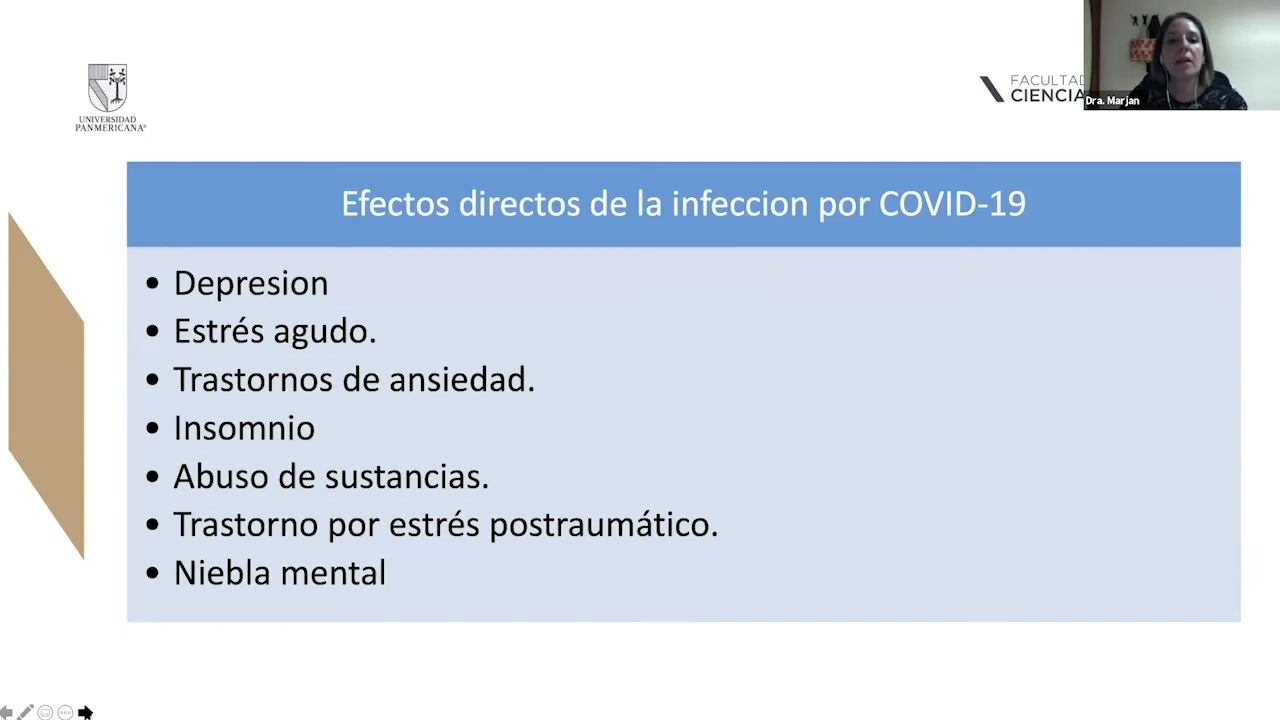 UNIVERSIDAD
PANMERICANA®
FACULTAD
CIENCIA
Dra. Marjan
Efectos directos de la infeccion por COVID-19
• Depresion
• Estrés agudo.
• Trastornos de ansiedad.
• Insomnio
• Abuso de sustancias.
• Trastorno por estrés postraumático.
• Niebla mental